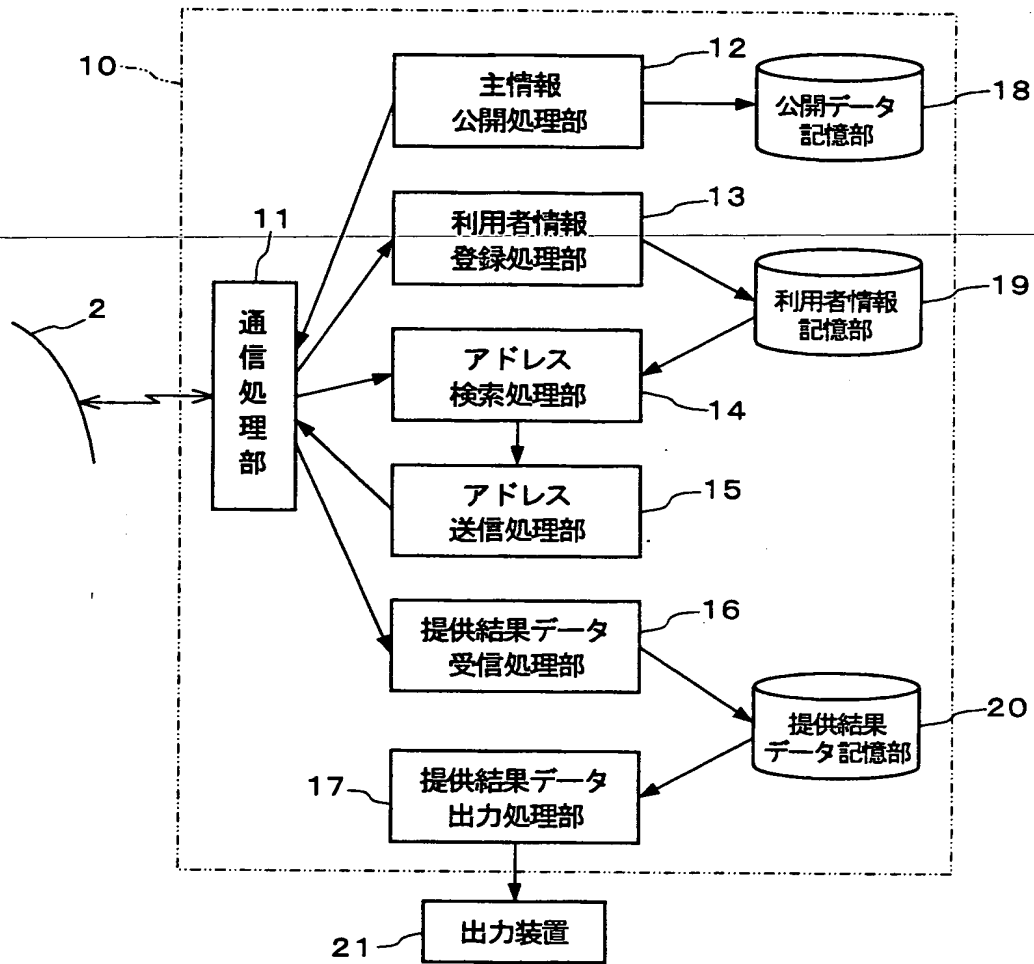 10
12
主情報
公開処理部
18
公開データ
記憶部
13
利用者情報
登録処理部
11
通信処理部
19
利用者情報
記憶部
2
アドレス
検索処理部
14
アドレス
送信処理部
15
提供結果データ
受信処理部
16
提供結果
データ記憶部
20
17
提供結果データ
出力処理部
出力装置
21